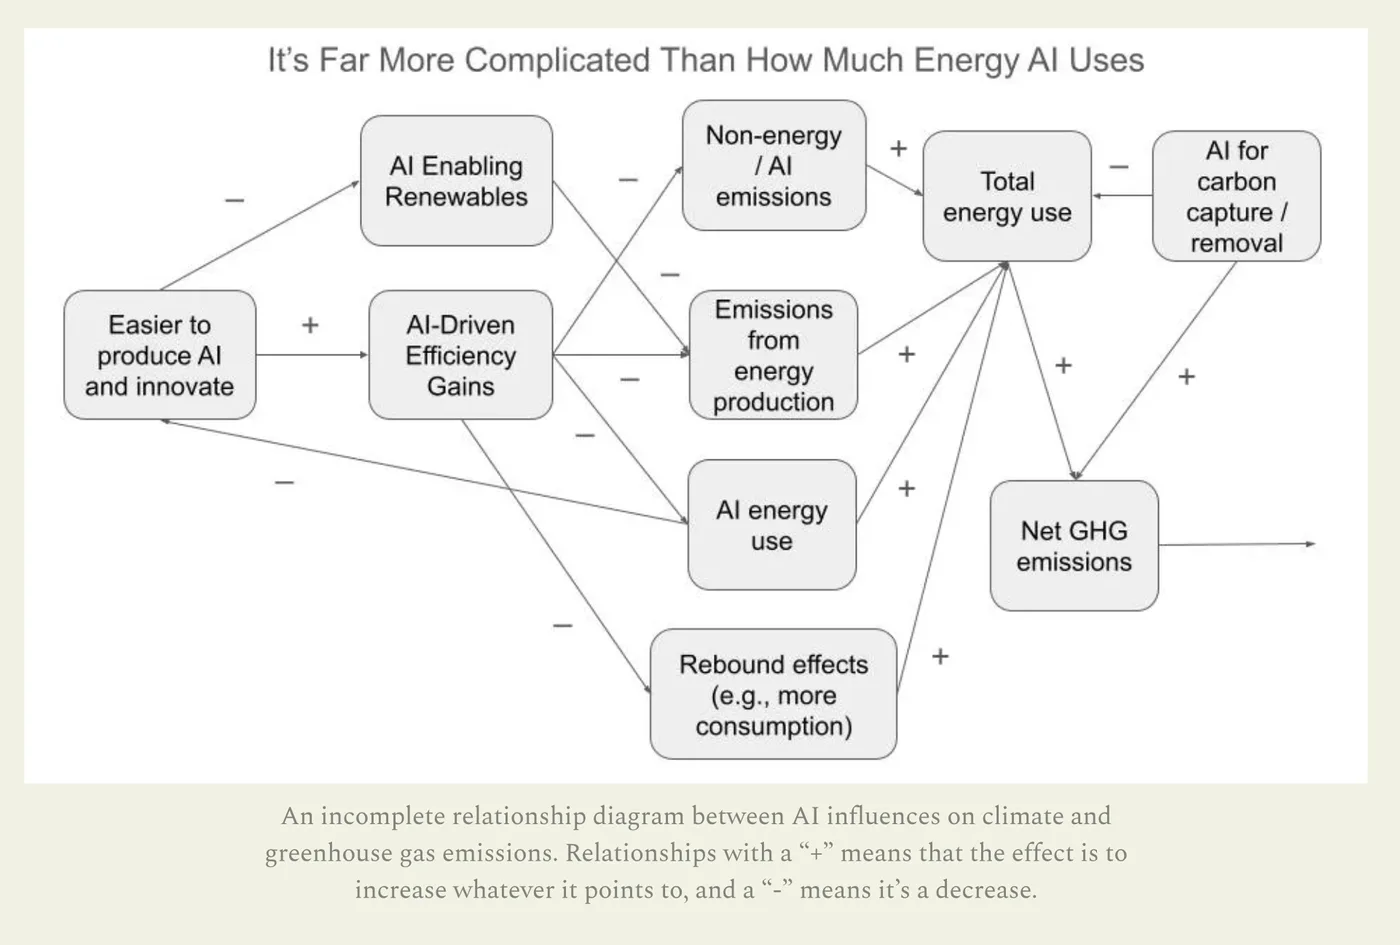 It's Far More Complicated Than How Much Energy AI Uses
–
AI Enabling
Renewables
–
Non-energy
/ AI
emissions
+
Total
energy use
–
AI for
carbon
capture /
removal
Easier to
produce AI
and innovate
+
AI-Driven
Efficiency
Gains
–
–
Emissions
from
energy
production
+
+
+
–
–
AI energy
use
+
Net GHG
emissions
–
Rebound effects
(e.g., more
consumption)
+
An incomplete relationship diagram between AI influences on climate and
greenhouse gas emissions. Relationships with a “+” means that the effect is to
increase whatever it points to, and a “-” means it’s a decrease.